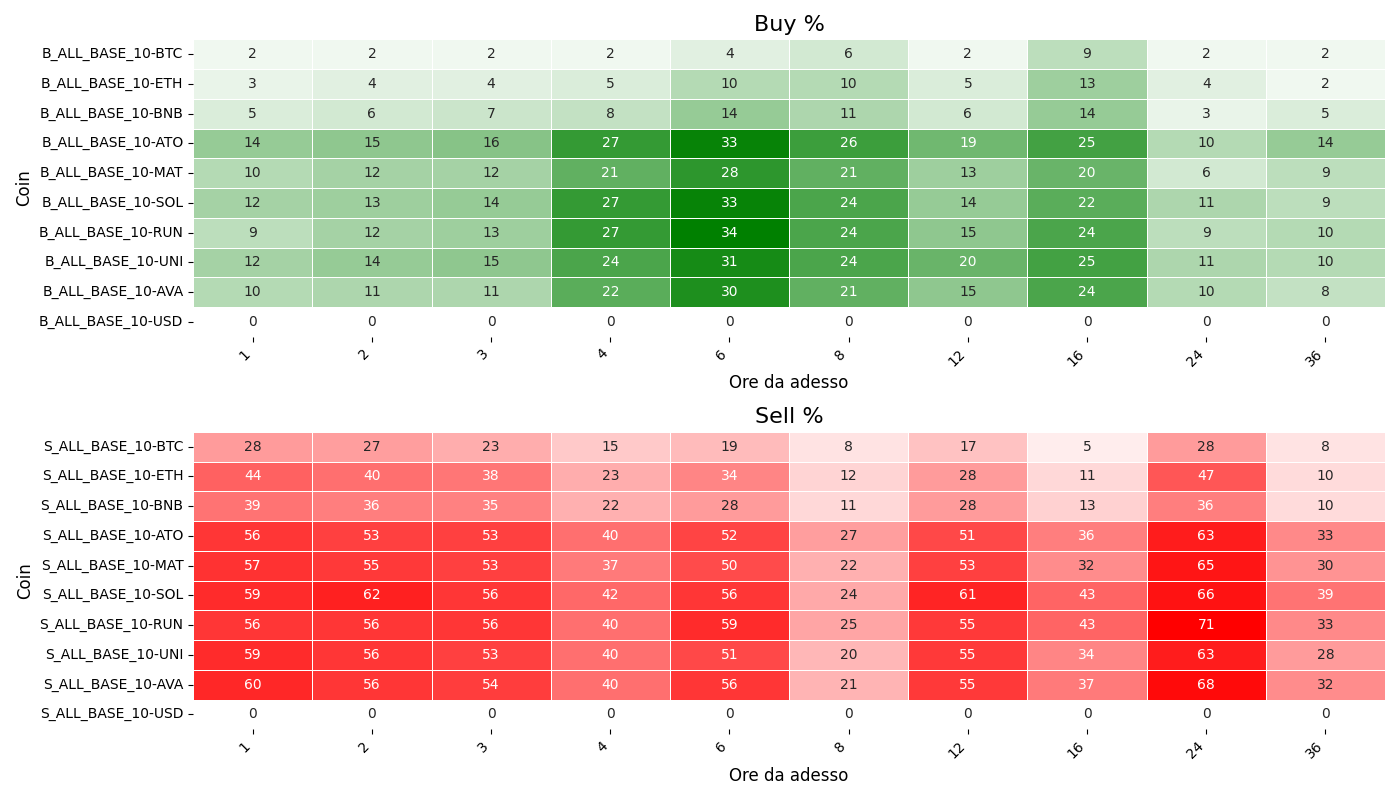 Buy %
Coin
B_ALL_BASE_10-BTC 2 2 2 2 4 6 2 9 2 2
B_ALL_BASE_10-ETH 3 4 4 5 10 10 5 13 4 2
B_ALL_BASE_10-BNB 5 6 7 8 14 11 6 14 3 5
B_ALL_BASE_10-ATO 14 15 16 27 33 26 19 25 10 14
B_ALL_BASE_10-MAT 10 12 12 21 28 21 13 20 6 9
B_ALL_BASE_10-SOL 12 13 14 27 33 24 14 22 11 9
B_ALL_BASE_10-RUN 9 12 13 27 34 24 15 24 9 10
B_ALL_BASE_10-UNI 12 14 15 24 31 24 20 25 11 10
B_ALL_BASE_10-AVA 10 11 11 22 30 21 15 24 10 8
B_ALL_BASE_10-USD 0 0 0 0 0 0 0 0 0 0
1 2 3 4 6 8 12 16 24 36
Ore da adesso
Sell %
Coin
S_ALL_BASE_10-BTC 28 27 23 15 19 8 17 5 28 8
S_ALL_BASE_10-ETH 44 40 38 23 34 12 28 11 47 10
S_ALL_BASE_10-BNB 39 36 35 22 28 11 28 13 36 10
S_ALL_BASE_10-ATO 56 53 53 40 52 27 51 36 63 33
S_ALL_BASE_10-MAT 57 55 53 37 50 22 53 32 65 30
S_ALL_BASE_10-SOL 59 62 56 42 56 24 61 43 66 39
S_ALL_BASE_10-RUN 56 56 56 40 59 25 55 43 71 33
S_ALL_BASE_10-UNI 59 56 53 40 51 20 55 34 63 28
S_ALL_BASE_10-AVA 60 56 54 40 56 21 55 37 68 32
S_ALL_BASE_10-USD 0 0 0 0 0 0 0 0 0 0
1 2 3 4 6 8 12 16 24 36
Ore da adesso